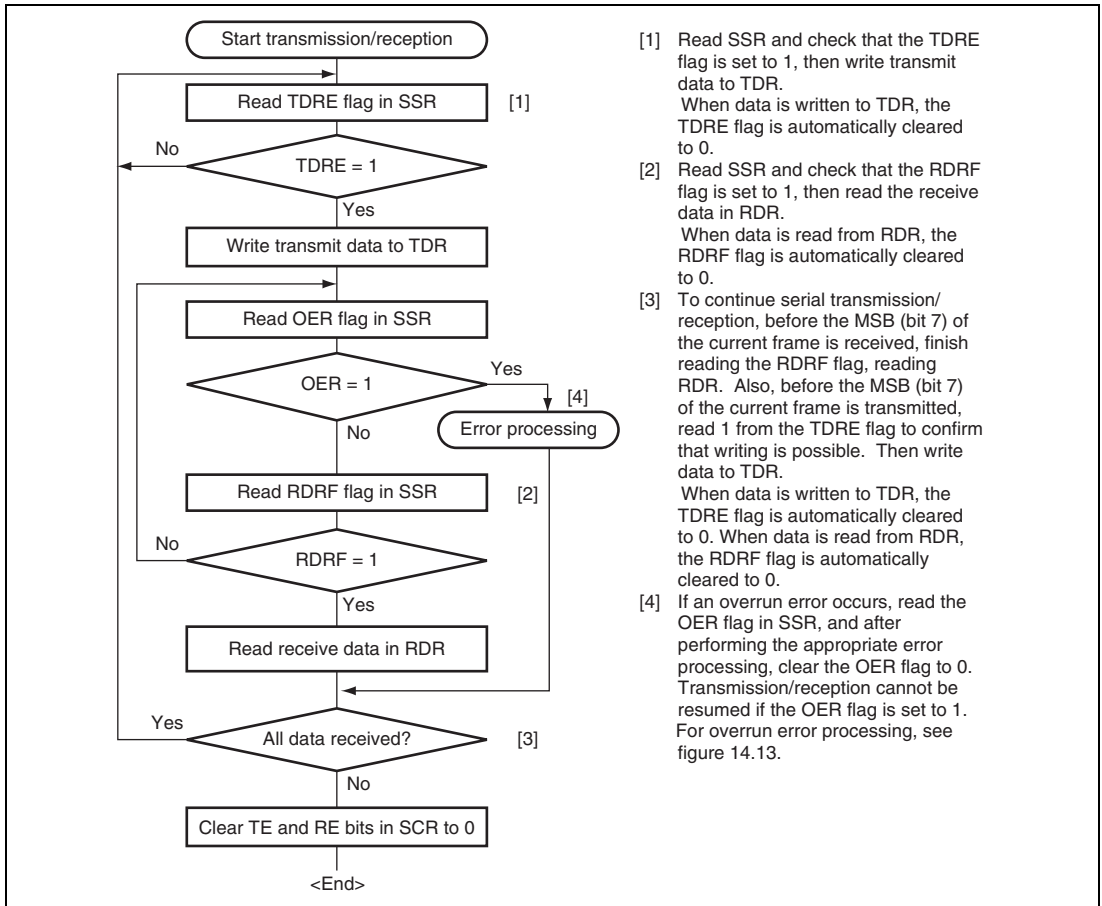 Start transmission/reception
Read TDRE flag in SSR
[1]
No
TDRE = 1
Yes
Write transmit data to TDR
Read OER flag in SSR
OER = 1
Yes
[4]
No
Error processing
Read RDRF flag in SSR
[2]
No
RDRF = 1
Yes
Read receive data in RDR
Yes
All data received?
[3]
No
Clear TE and RE bits in SCR to 0
<End>
[1] Read SSR and check that the TDRE
flag is set to 1, then write transmit
data to TDR.
When data is written to TDR, the
TDRE flag is automatically cleared
to 0.
[2] Read SSR and check that the RDRF
flag is set to 1, then read the receive
data in RDR.
When data is read from RDR, the
RDRF flag is automatically cleared
to 0.
[3] To continue serial transmission/
reception, before the MSB (bit 7) of
the current frame is received, finish
reading the RDRF flag, reading
RDR. Also, before the MSB (bit 7)
of the current frame is transmitted,
read 1 from the TDRE flag to confirm
that writing is possible. Then write
data to TDR.
When data is written to TDR, the
TDRE flag is automatically cleared
to 0. When data is read from RDR,
the RDRF flag is automatically
cleared to 0.
[4] If an overrun error occurs, read the
OER flag in SSR, and after
performing the appropriate error
processing, clear the OER flag to 0.
Transmission/reception cannot be
resumed if the OER flag is set to 1.
For overrun error processing, see
figure 14.13.